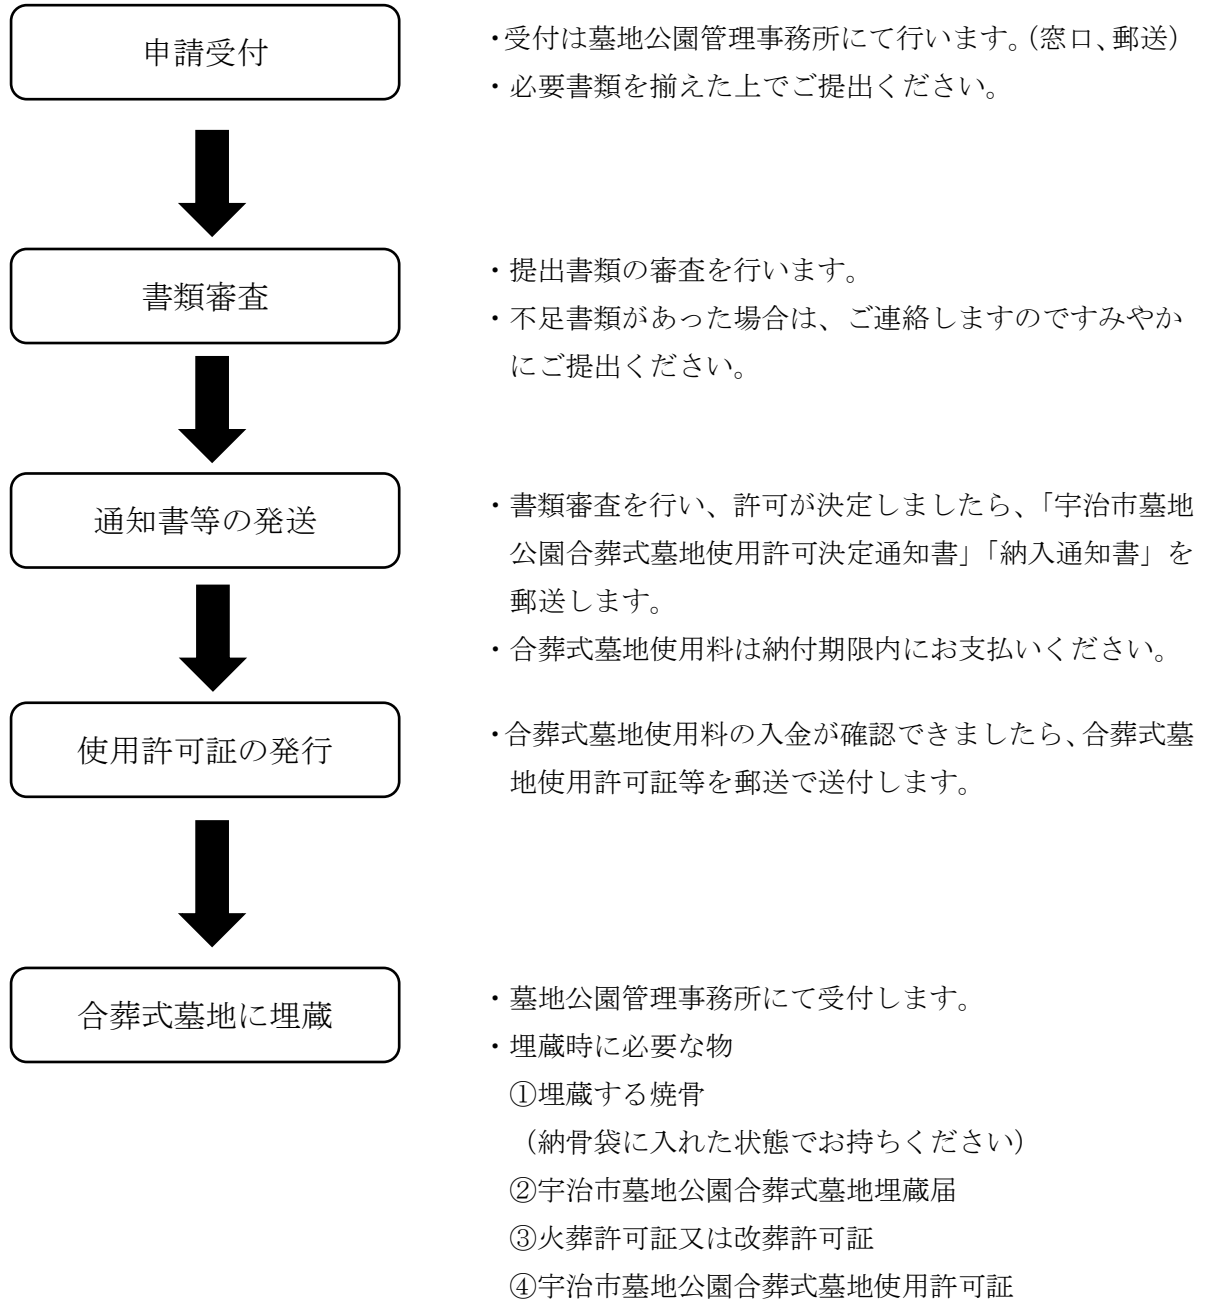 申請受付
・受付は墓地公園管理事務所にて行います。（窓口、郵送）
・必要書類を揃えた上でご提出ください。
書類審査
・提出書類の審査を行います。
・不足書類があった場合は、ご連絡しますのですみやか
にご提出ください。
通知書等の発送
・書類審査を行い、許可が決定しましたら、「宇治市墓地
公園合葬式墓地使用許可決定通知書」「納入通知書」を
郵送します。
・合葬式墓地使用料は納付期限内にお支払いください。
使用許可証の発行
・合葬式墓地使用料の入金が確認できましたら、合葬式墓
地使用許可証等を郵送で送付します。
合葬式墓地に埋蔵
・墓地公園管理事務所にて受付します。
・埋蔵時に必要な物
①埋蔵する焼骨
（納骨袋に入れた状態でお持ちください）
②宇治市墓地公園合葬式墓地埋蔵届
③火葬許可証又は改葬許可証
④宇治市墓地公園合葬式墓地使用許可証